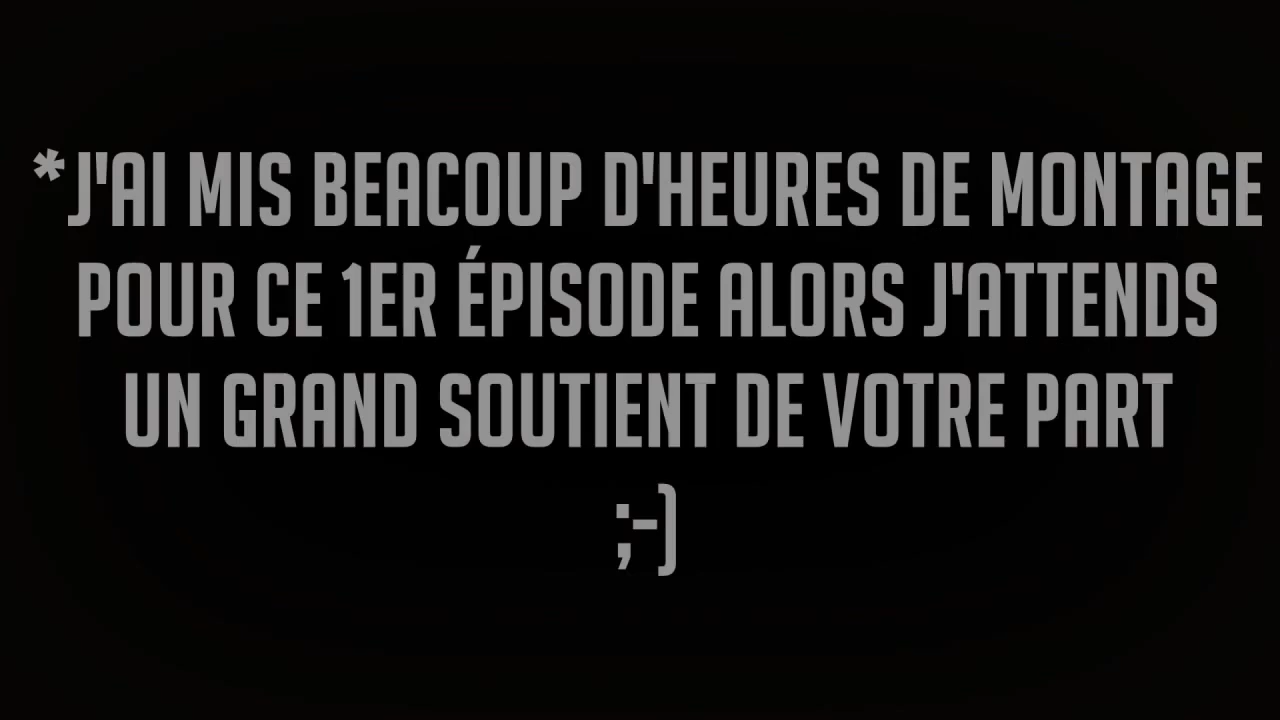 *J'AI MIS BEACOUP D'HEURES DE MONTAGE
POUR CE 1ER ÉPISODE ALORS J'ATTENDS
UN GRAND SOUTIENT DE VOTRE PART
;-)